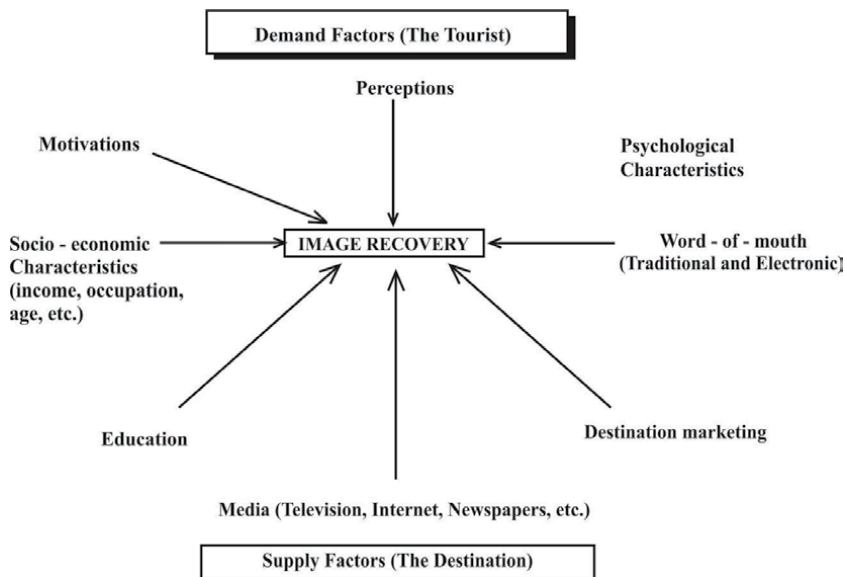 Demand Factors (The Tourist)
Perceptions
Motivations
Psychological
Characteristics
Socio - economic
Characteristics
(income, occupation,
age, etc.)
IMAGE RECOVERY
Word - of - mouth
(Traditional and Electronic)
Education
Destination marketing
Media (Television, Internet, Newspapers, etc.)
Supply Factors (The Destination)